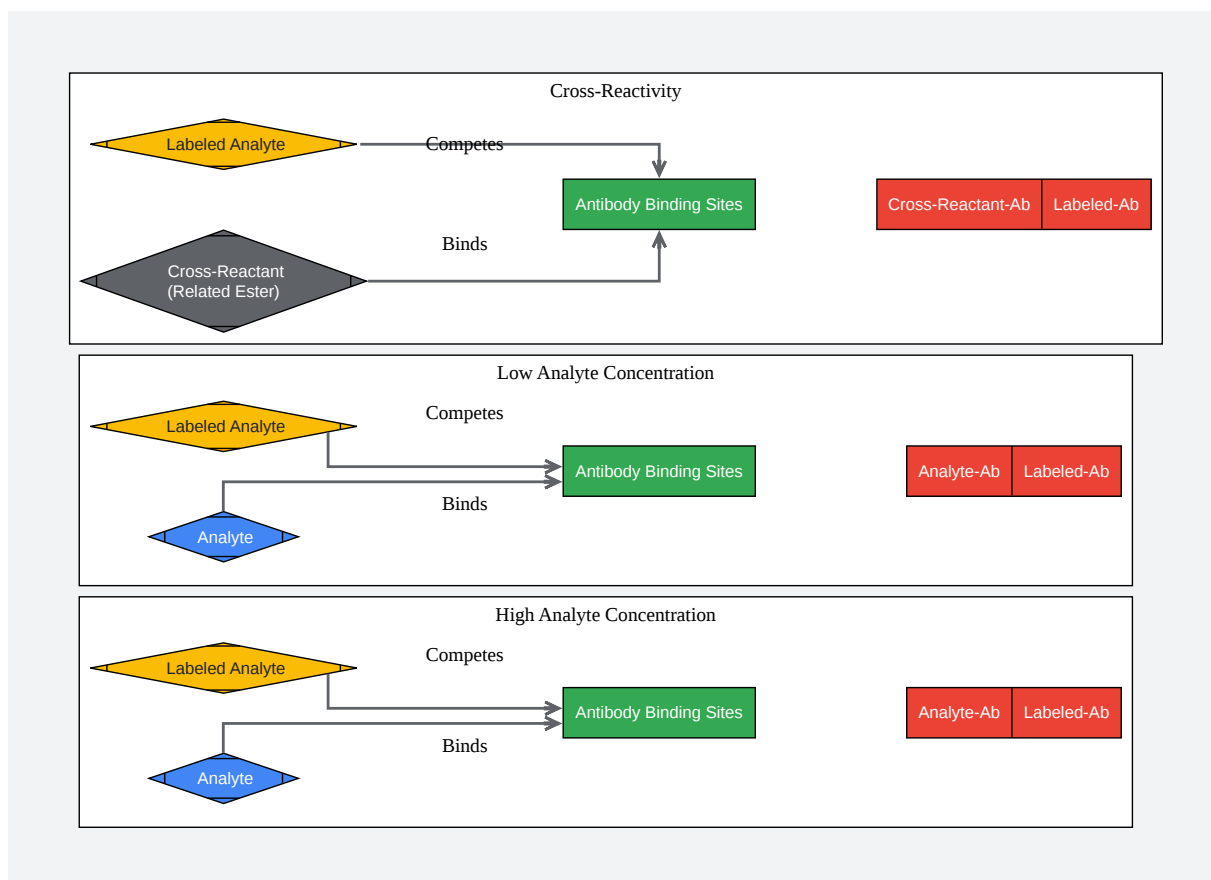 Cross-Reactivity
Labeled Analyte
Competes
Antibody Binding Sites
Cross-Reactant-Ab
Labeled-Ab
Binds
Cross-Reactant
(Related Ester)
Low Analyte Concentration
Labeled Analyte
Competes
Antibody Binding Sites
Analyte-Ab
Labeled-Ab
Binds
Analyte
High Analyte Concentration
Labeled Analyte
Competes
Antibody Binding Sites
Analyte-Ab
Labeled-Ab
Binds
Analyte